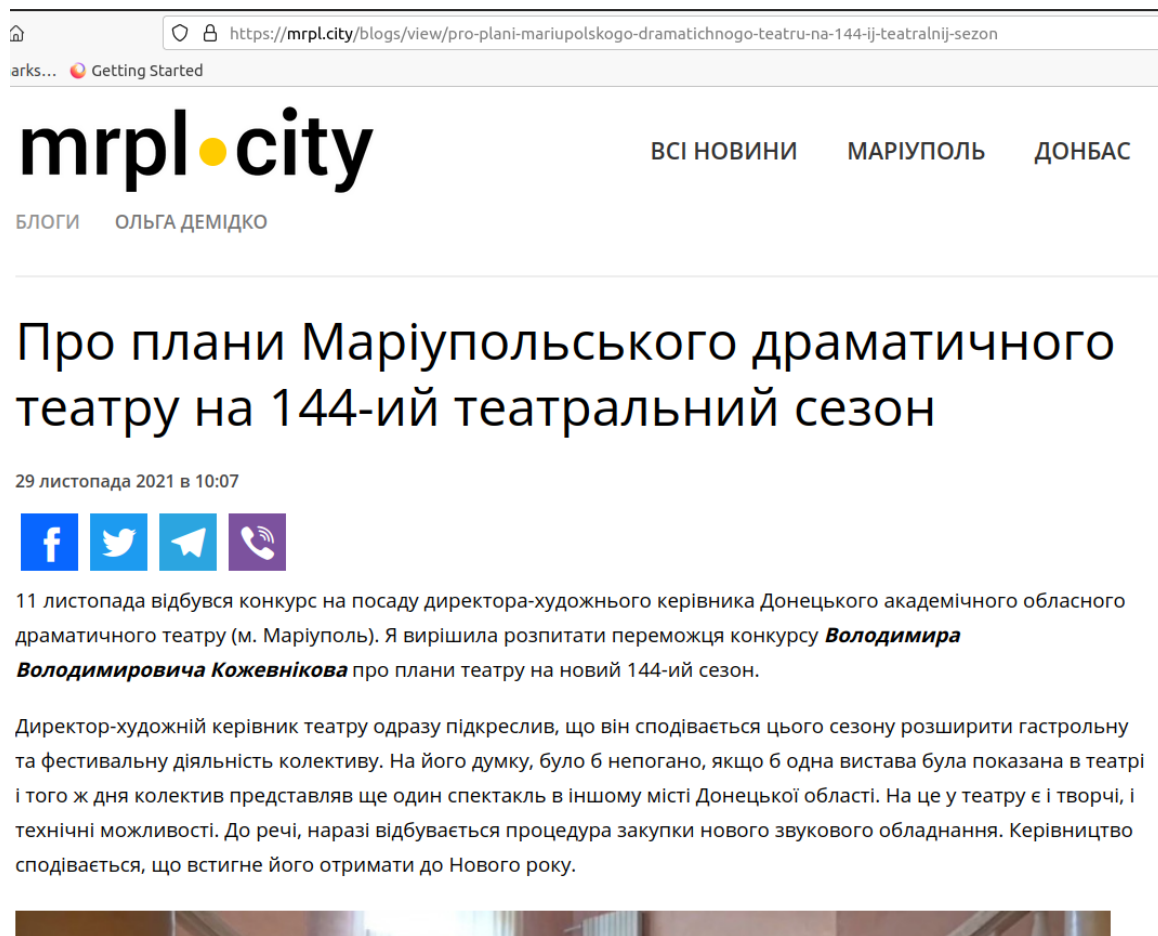 https://mrpl.city/blogs/view/pro-plani-mariupolskogo-dramatichnogo-teatru-na-144-ij-teatralnij-sezon
arks... Getting Started
mrpl city
ВСІ НОВИНИ МАРІУПОЛЬ ДОНБАС
БЛОГИ ОЛЬГА ДЕМІДКО
Про плани Маріупольського драматичного
театру на 144-ий театральний сезон
29 листопада 2021 в 10:07
11 листопада відбувся конкурс на посаду директора-художнього керівника Донецького академічного обласного
драматичного театру (м. Маріуполь). Я вирішила розпитати переможця конкурсу Володимира
Володимировича Кожевнікова про плани театру на новий 144-ий сезон.
Директор-художній керівник театру одразу підкреслив, що він сподівається цього сезону розширити гастрольну
та фестивальну діяльність колективу. На його думку, було б непогано, якщо б одна вистава була показана в театрі
і того ж дня колектив представляв ще один спектакль в іншому місті Донецької області. На це у театру є і творчі, і
технічні можливості. До речі, наразі відбувається процедура закупки нового звукового обладнання. Керівництво
сподівається, що встигне його отримати до Нового року.